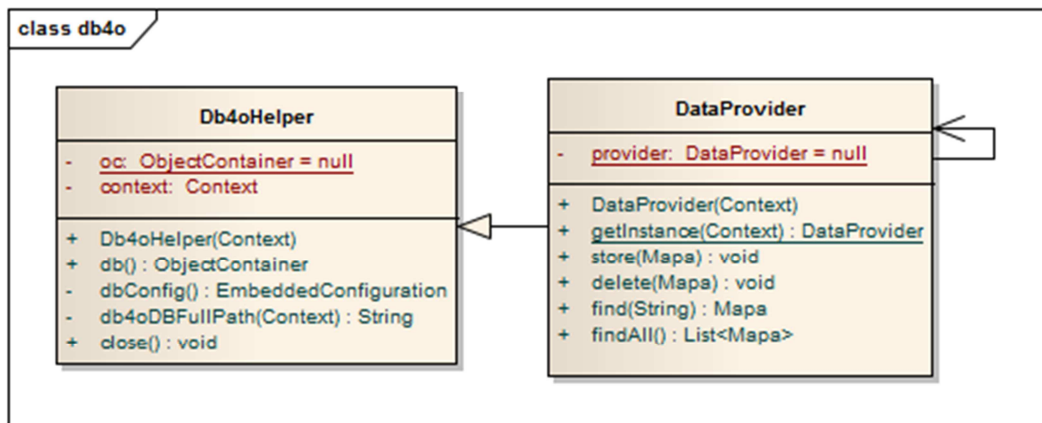 class db4o
Db4oHelper
- oc: ObjectContainer = null
- context: Context
+ Db4oHelper(Context)
+ db() : ObjectContainer
- dbConfig() : EmbeddedConfiguration
- db4oDBFullPath(Context) : String
+ close() : void
DataProvider
- provider: DataProvider = null
+ DataProvider(Context)
+ getInstance(Context) : DataProvider
+ store(Mapa) : void
+ delete(Mapa) : void
+ find(String) : Mapa
+ findAll() : List<Mapa>